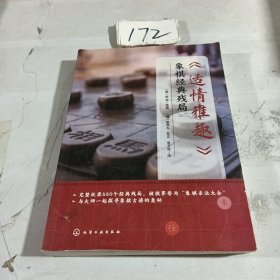 172
《适情雅趣》
象棋经典残局
▶ 完整收录550个经典残局，被棋界誉为“象棋杀法大全”
▶ 与大师一起探寻象棋古谱的奥秘
化学工业出版社